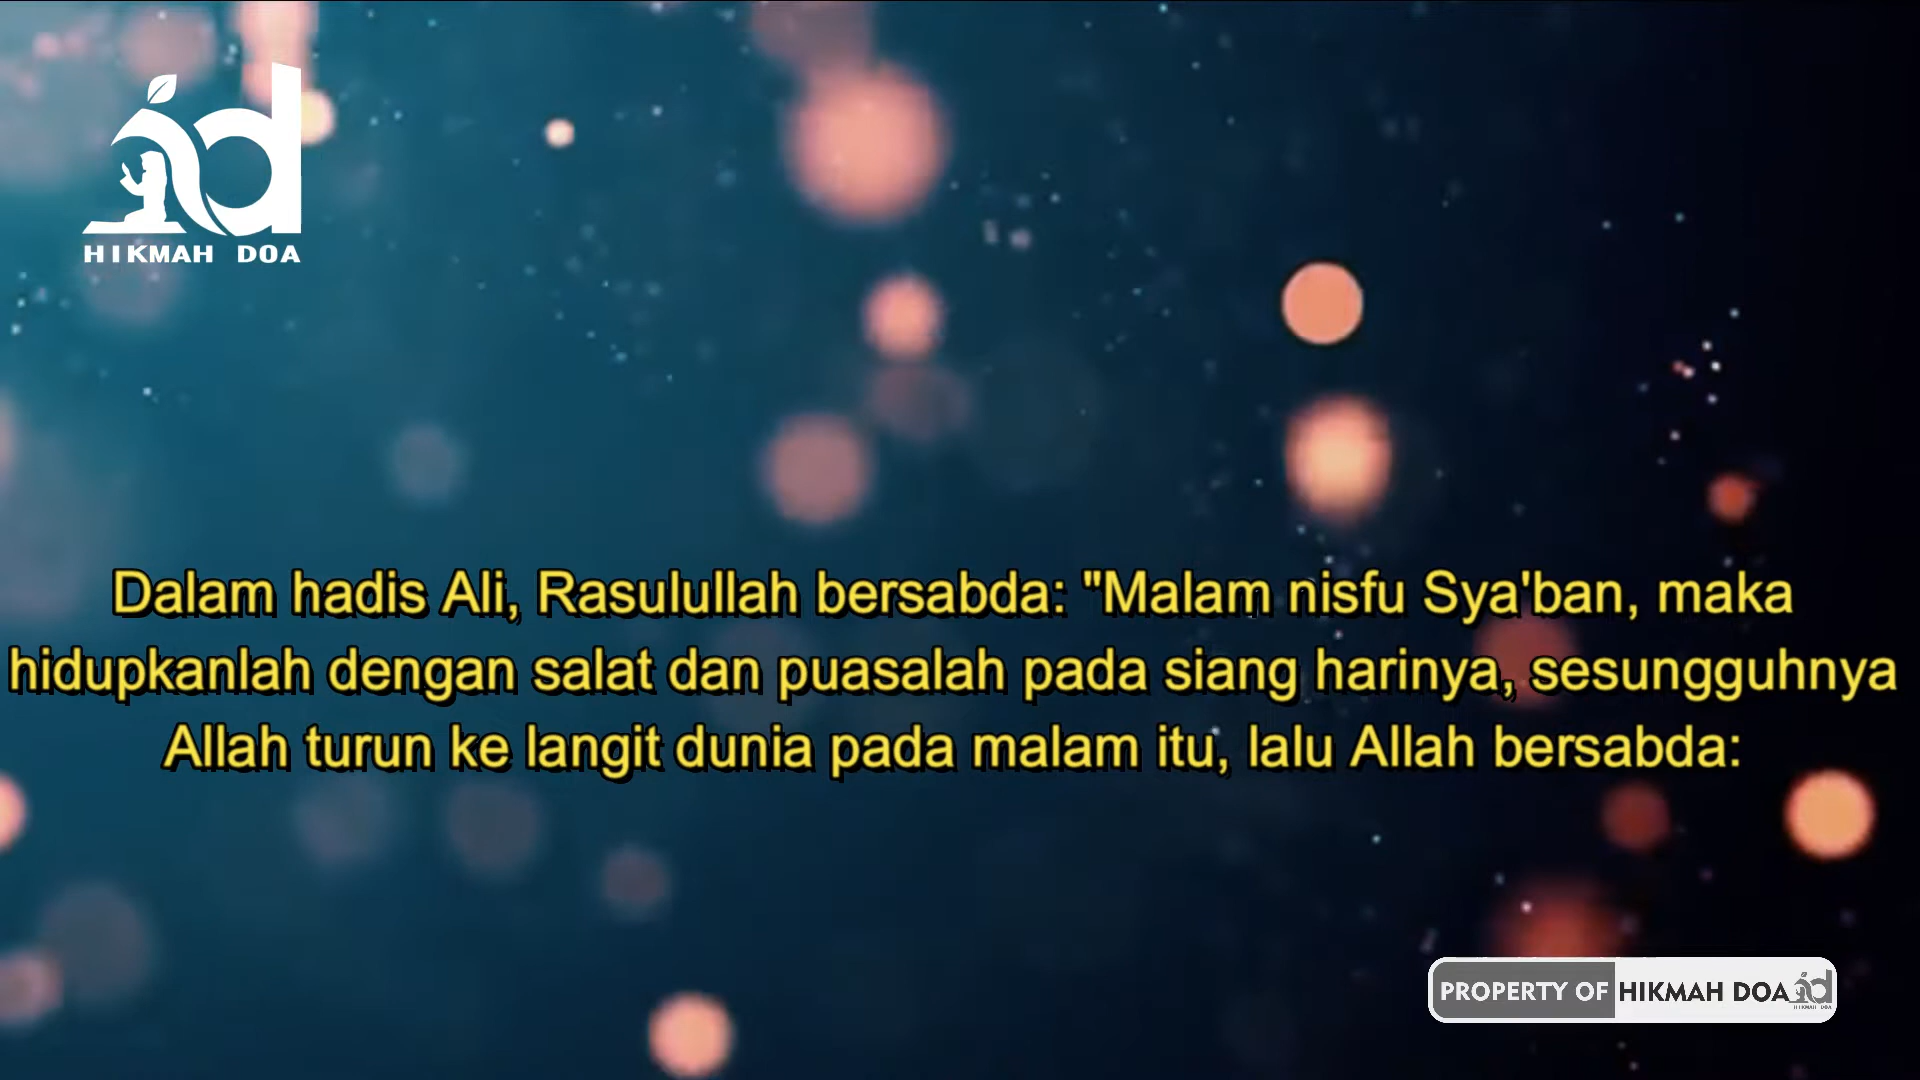 HIKMAH DOA
Dalam hadis Ali, Rasulullah bersabda: "Malam nisfu Sya'ban, maka
hidupkanlah dengan salat dan puasalah pada siang harinya, sesungguhnya
Allah turun ke langit dunia pada malam itu, lalu Allah bersabda:
PROPERTY OF HIKMAH DOA